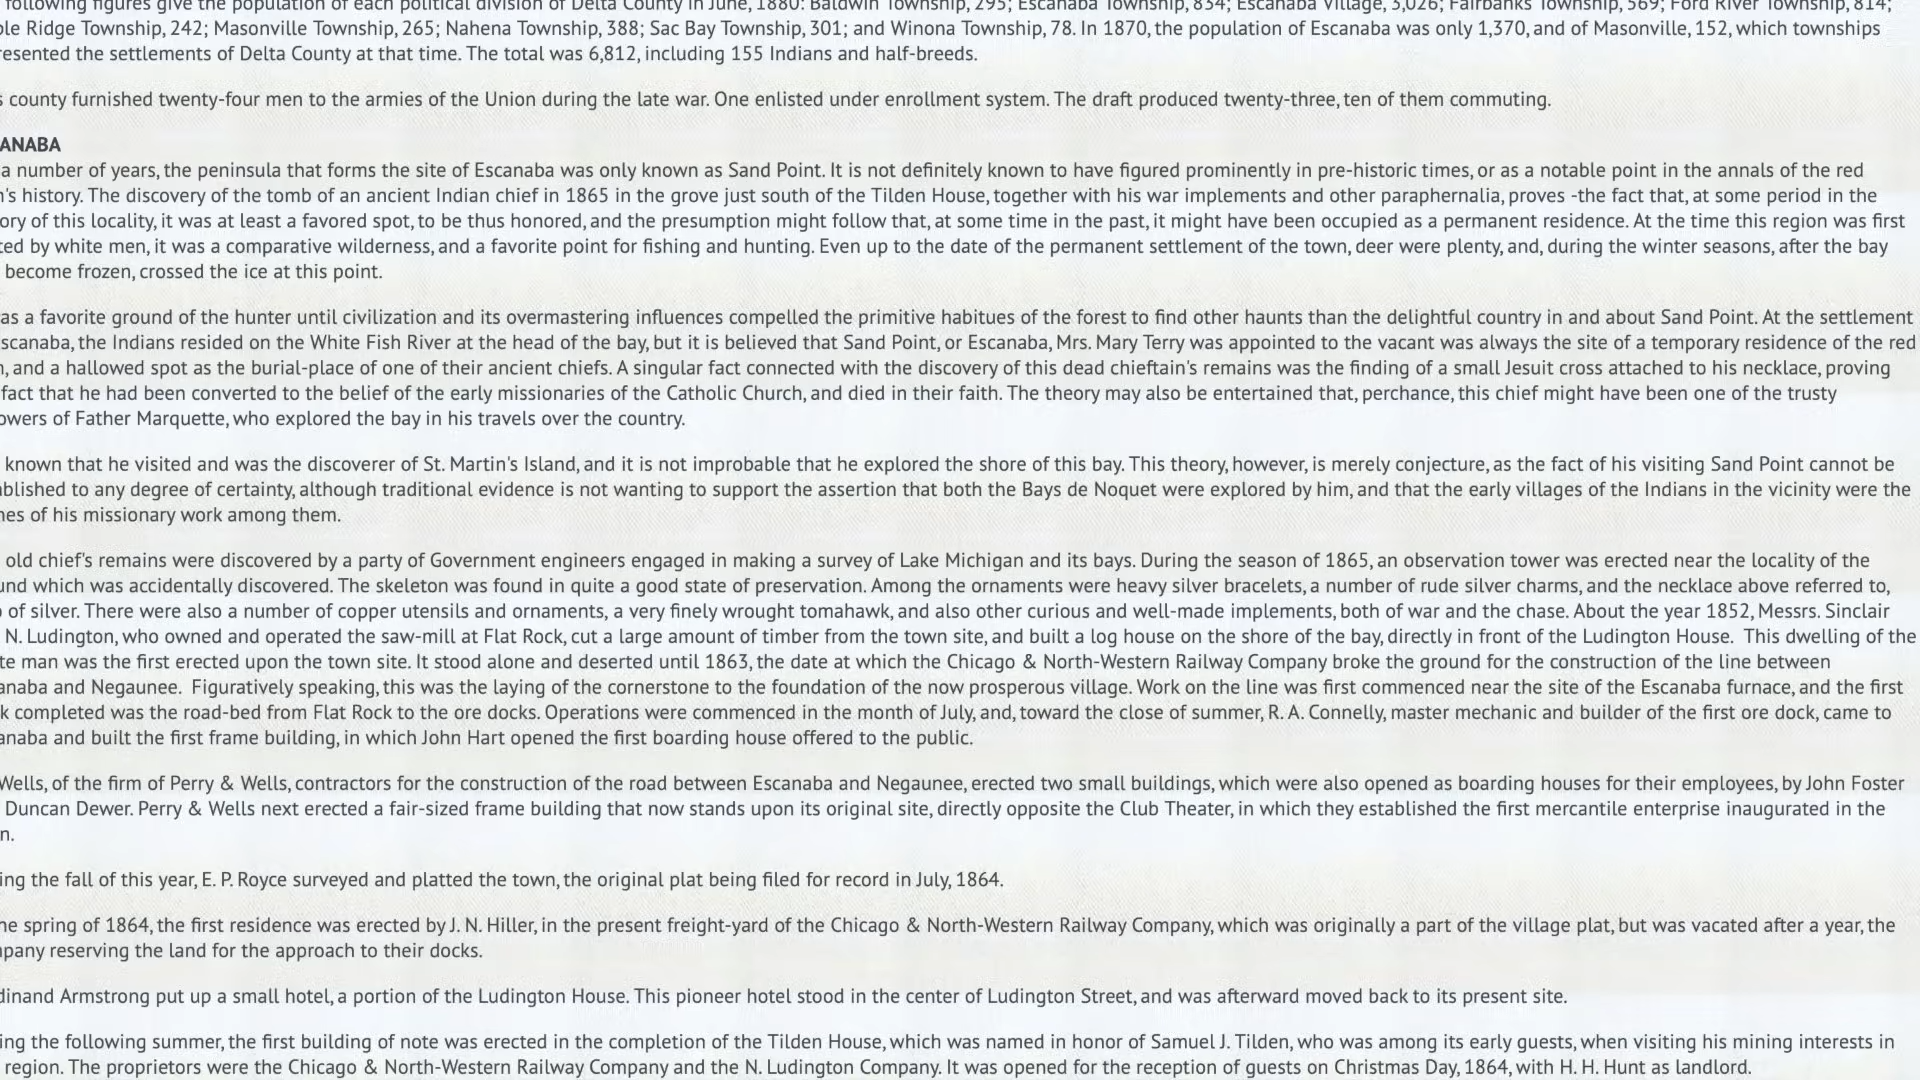 following figures give the population of each political division of Delta County in June, 1880: Baldwin Township, 295; Escanaba Township, 834; Escanaba Village, 3,026; Fairbanks Township, 569; Ford River Township, 814;
ple Ridge Township, 242; Masonville Township, 265; Nahena Township, 388; Sac Bay Township, 301; and Winona Township, 78. In 1870, the population of Escanaba was only 1,370, and of Masonville, 152, which townships
resented the settlements of Delta County at that time. The total was 6,812, including 155 Indians and half-breeds.
s county furnished twenty-four men to the armies of the Union during the late war. One enlisted under enrollment system. The draft produced twenty-three, ten of them commuting.
ANABA
a number of years, the peninsula that forms the site of Escanaba was only known as Sand Point. It is not definitely known to have figured prominently in pre-historic times, or as a notable point in the annals of the red
n's history. The discovery of the tomb of an ancient Indian chief in 1865 in the grove just south of the Tilden House, together with his war implements and other paraphernalia, proves -the fact that, at some period in the
ory of this locality, it was at least a favored spot, to be thus honored, and the presumption might follow that, at some time in the past, it might have been occupied as a permanent residence. At the time this region was first
ted by white men, it was a comparative wilderness, and a favorite point for fishing and hunting. Even up to the date of the permanent settlement of the town, deer were plenty, and, during the winter seasons, after the bay
become frozen, crossed the ice at this point.
as a favorite ground of the hunter until civilization and its overmastering influences compelled the primitive habitues of the forest to find other haunts than the delightful country in and about Sand Point. At the settlement
scanaba, the Indians resided on the White Fish River at the head of the bay, but it is believed that Sand Point, or Escanaba, Mrs. Mary Terry was appointed to the vacant was always the site of a temporary residence of the red
n, and a hallowed spot as the burial-place of one of their ancient chiefs. A singular fact connected with the discovery of this dead chieftain's remains was the finding of a small Jesuit cross attached to his necklace, proving
fact that he had been converted to the belief of the early missionaries of the Catholic Church, and died in their faith. The theory may also be entertained that, perchance, this chief might have been one of the trusty
owers of Father Marquette, who explored the bay in his travels over the country.
known that he visited and was the discoverer of St. Martin's Island, and it is not improbable that he explored the shore of this bay. This theory, however, is merely conjecture, as the fact of his visiting Sand Point cannot be
ablished to any degree of certainty, although traditional evidence is not wanting to support the assertion that both the Bays de Noquet were explored by him, and that the early villages of the Indians in the vicinity were the
nes of his missionary work among them.
old chief's remains were discovered by a party of Government engineers engaged in making a survey of Lake Michigan and its bays. During the season of 1865, an observation tower was erected near the locality of the
und which was accidentally discovered. The skeleton was found in quite a good state of preservation. Among the ornaments were heavy silver bracelets, a number of rude silver charms, and the necklace above referred to,
o of silver. There were also a number of copper utensils and ornaments, a very finely wrought tomahawk, and also other curious and well-made implements, both of war and the chase. About the year 1852, Messrs. Sinclair
N. Ludington, who owned and operated the saw-mill at Flat Rock, cut a large amount of timber from the town site, and built a log house on the shore of the bay, directly in front of the Ludington House. This dwelling of the
te man was the first erected upon the town site. It stood alone and deserted until 1863, the date at which the Chicago & North-Western Railway Company broke the ground for the construction of the line between
anaba and Negaunee. Figuratively speaking, this was the laying of the cornerstone to the foundation of the now prosperous village. Work on the line was first commenced near the site of the Escanaba furnace, and the first
k completed was the road-bed from Flat Rock to the ore docks. Operations were commenced in the month of July, and, toward the close of summer, R. A. Connelly, master mechanic and builder of the first ore dock, came to
anaba and built the first frame building, in which John Hart opened the first boarding house offered to the public.
Wells, of the firm of Perry & Wells, contractors for the construction of the road between Escanaba and Negaunee, erected two small buildings, which were also opened as boarding houses for their employees, by John Foster
Duncan Dewer. Perry & Wells next erected a fair-sized frame building that now stands upon its original site, directly opposite the Club Theater, in which they established the first mercantile enterprise inaugurated in the
n.
ing the fall of this year, E. P. Royce surveyed and platted the town, the original plat being filed for record in July, 1864.
he spring of 1864, the first residence was erected by J. N. Hiller, in the present freight-yard of the Chicago & North-Western Railway Company, which was originally a part of the village plat, but was vacated after a year, the
npany reserving the land for the approach to their docks.
dinand Armstrong put up a small hotel, a portion of the Ludington House. This pioneer hotel stood in the center of Ludington Street, and was afterward moved back to its present site.
ing the following summer, the first building of note was erected in the completion of the Tilden House, which was named in honor of Samuel J. Tilden, who was among its early guests, when visiting his mining interests in
region. The proprietors were the Chicago & North-Western Railway Company and the N. Ludington Company. It was opened for the reception of guests on Christmas Day, 1864, with H. H. Hunt as landlord.